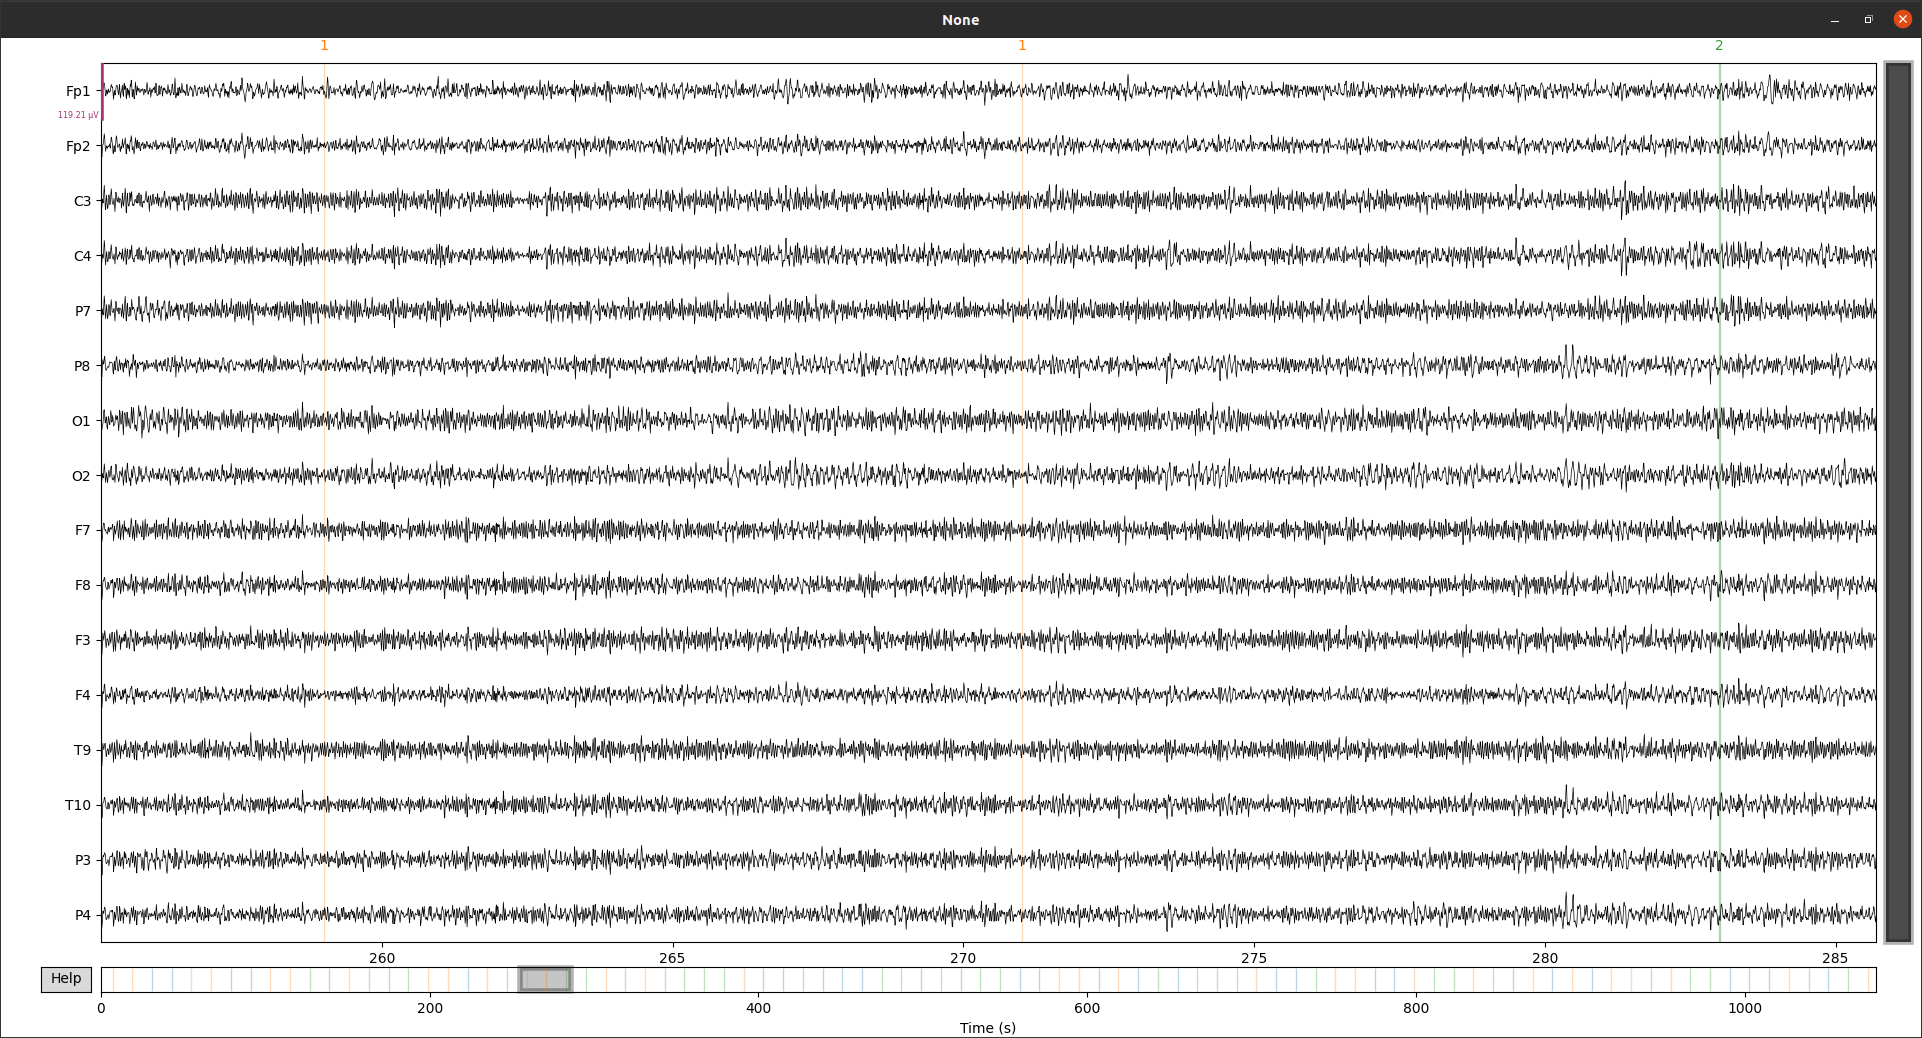 None
1 1 2
Fp1
119.21 µV
Fp2
C3
C4
P7
P8
O1
O2
F7
F8
F3
F4
T9
T10
P3
P4
260 265 270 275 280 285
Help
0 200 400 600 800 1000
Time (s)